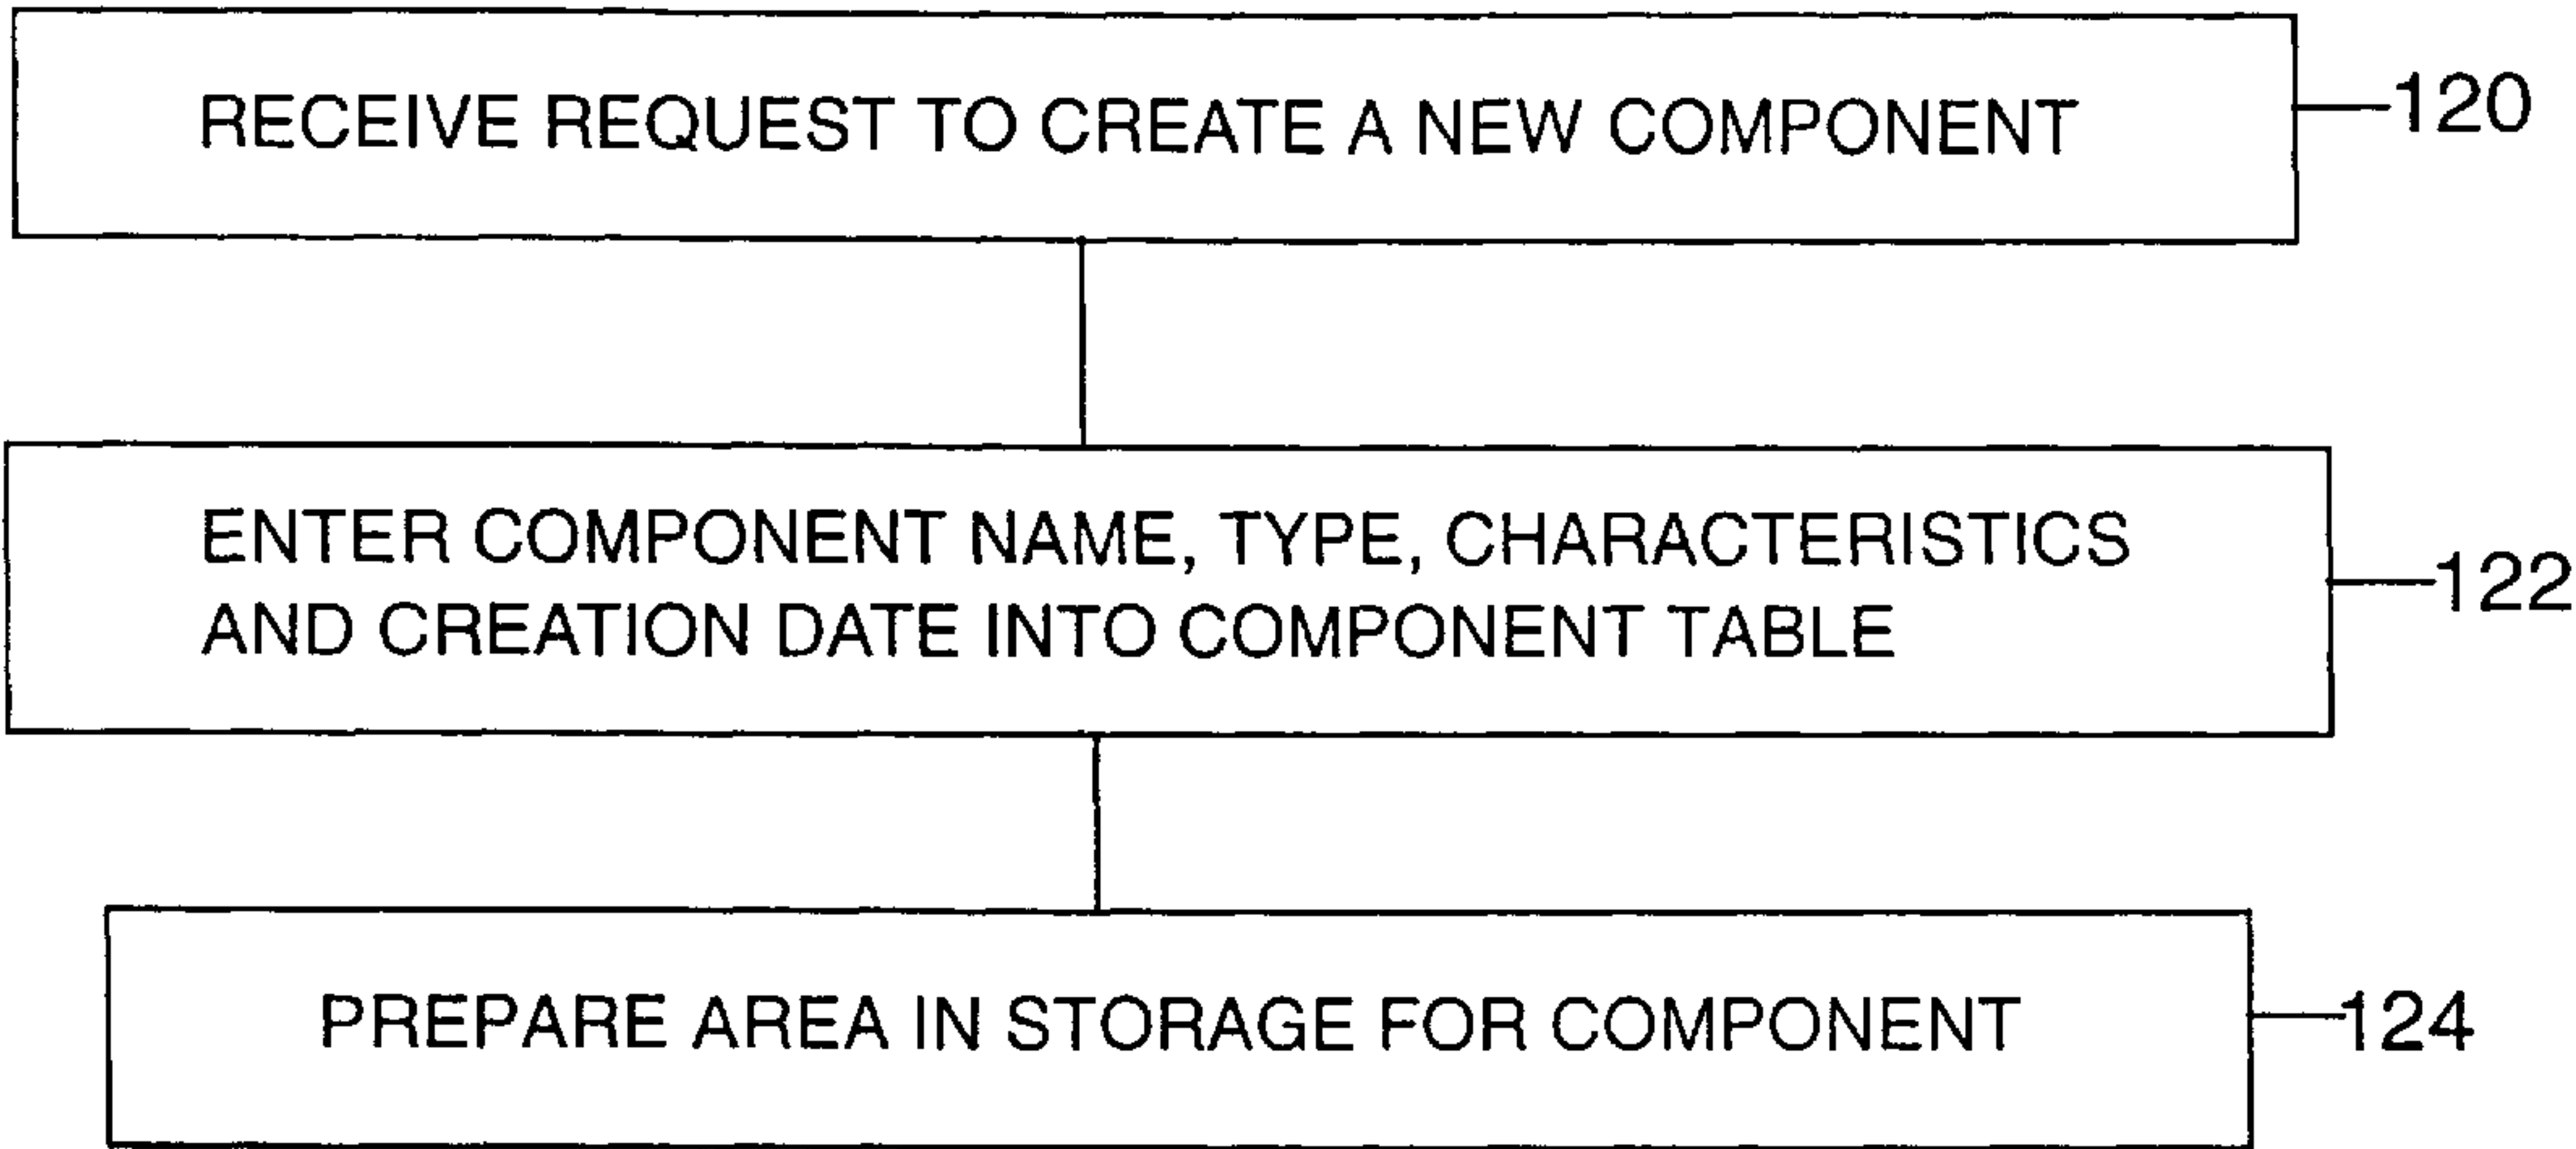 RECEIVE REQUEST TO CREATE A NEW COMPONENT
120
ENTER COMPONENT NAME, TYPE, CHARACTERISTICS
AND CREATION DATE INTO COMPONENT TABLE
122
PREPARE AREA IN STORAGE FOR COMPONENT
124